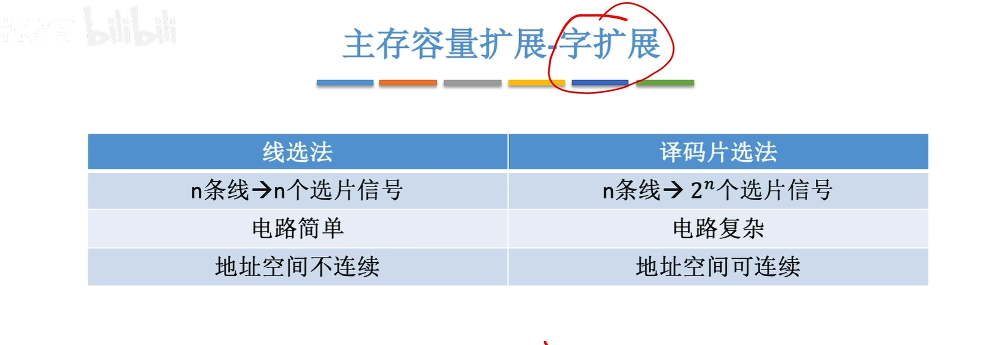 bilibili
主存容量扩展-字扩展
线选法 译码片选法
n条线→n个选片信号 n条线→ 2ⁿ个选片信号
电路简单 电路复杂
地址空间不连续 地址空间可连续